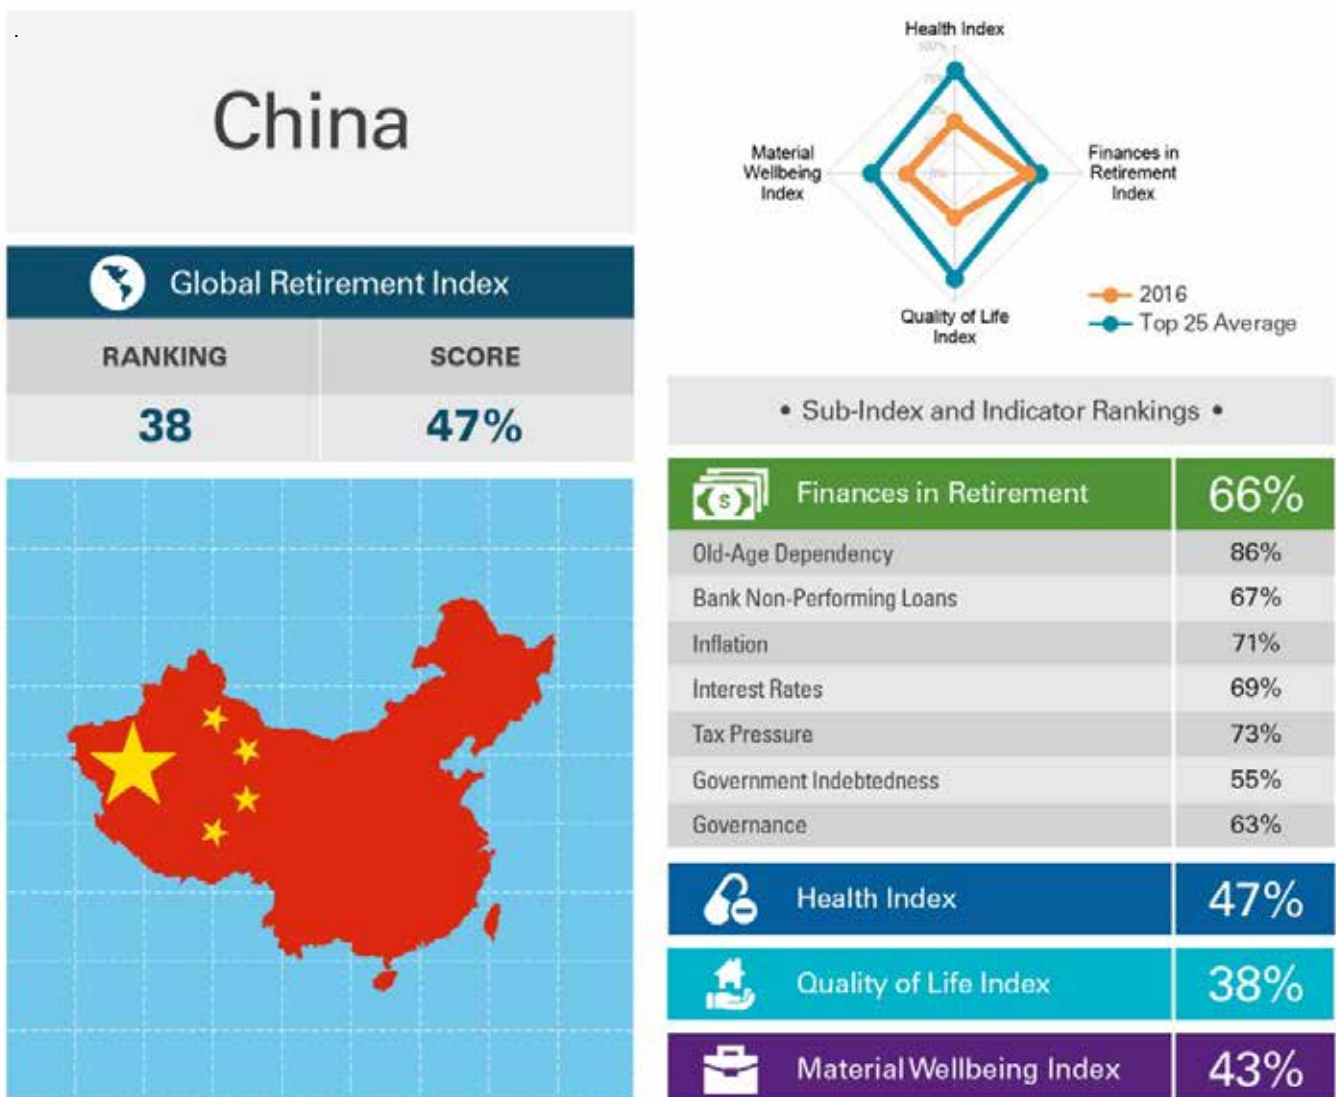 China
Global Retirement Index
RANKING SCORE
38 47%
Health Index
100%
Material
Wellbeing
Index
Finances in
Retirement
Index
Quality of Life
Index
2016
Top 25 Average
• Sub-Index and Indicator Rankings •
Finances in Retirement 66%
Old-Age Dependency 86%
Bank Non-Performing Loans 67%
Inflation 71%
Interest Rates 69%
Tax Pressure 73%
Government Indebtedness 55%
Governance 63%
Health Index 47%
Quality of Life Index 38%
Material Wellbeing Index 43%